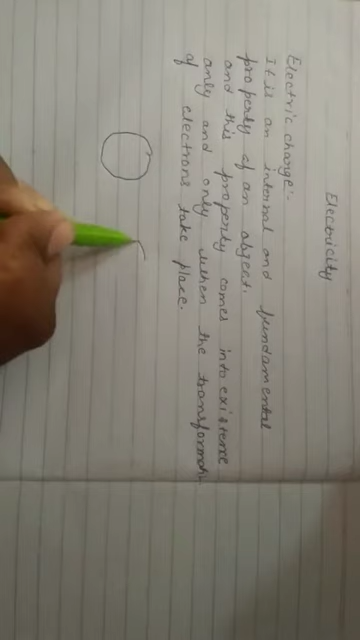 Electricity
Electric charge:-
It is an internal and fundamental
property of an object.
and this property comes into existence
only and only when the transformation
of electrons take place.